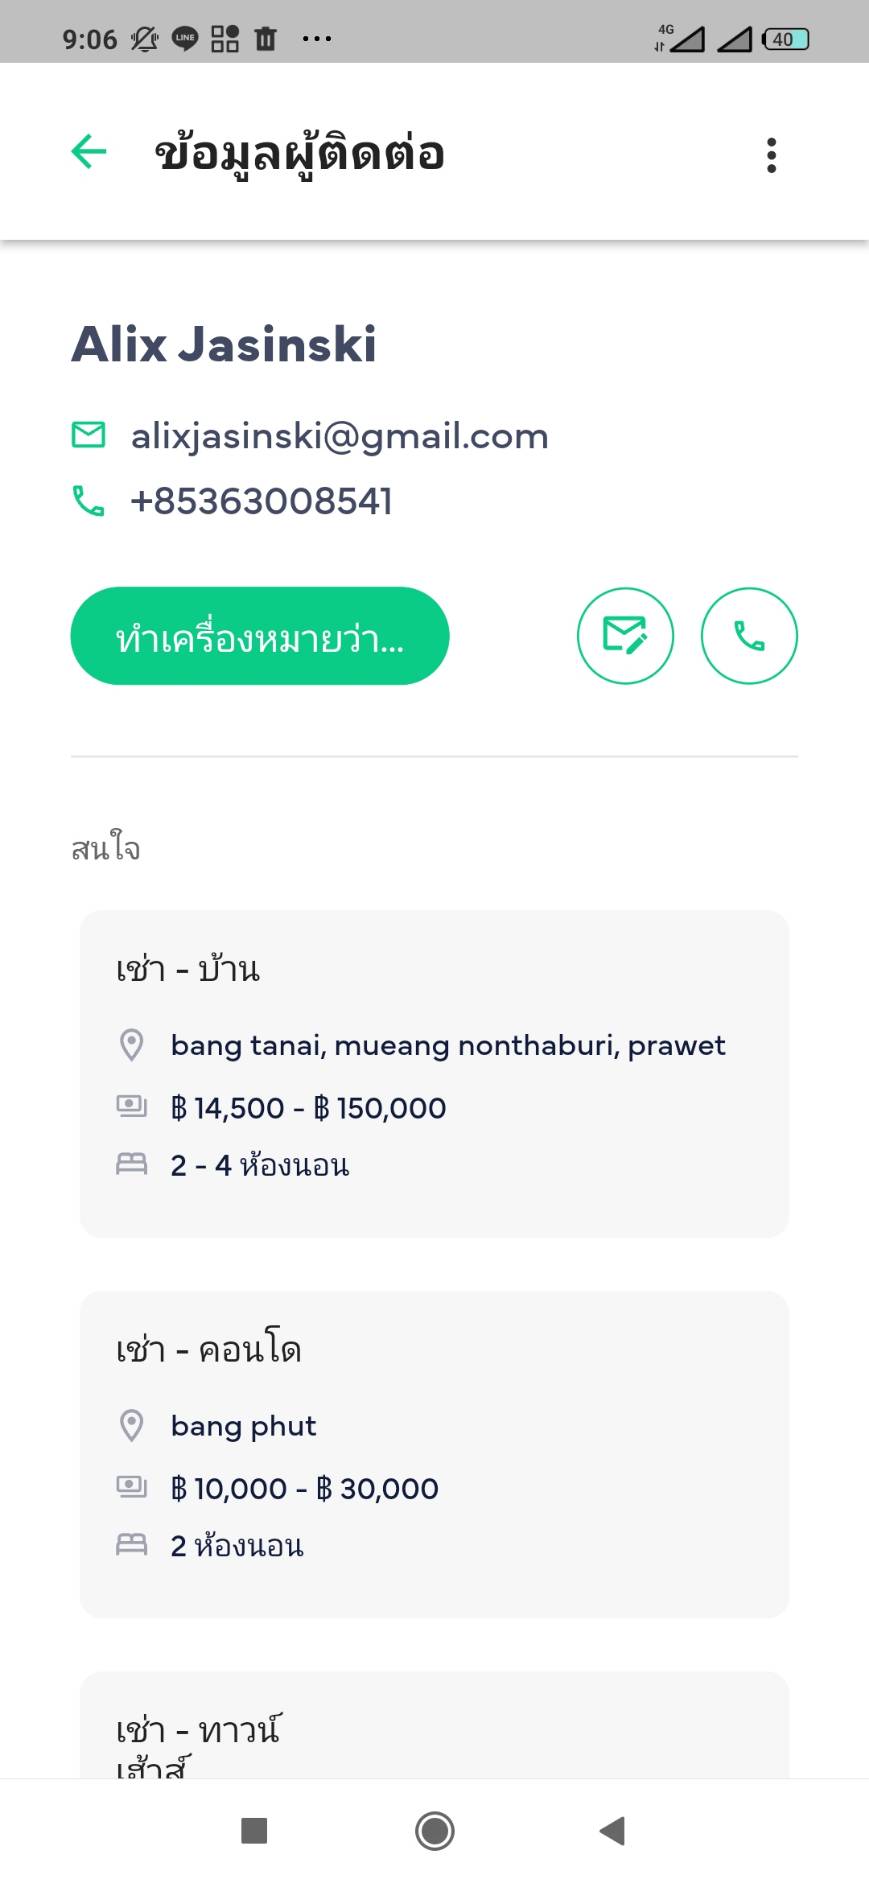 9:06 LINE 4G 40
ข้อมูลผู้ติดต่อ
Alix Jasinski
alixjasinski@gmail.com
+85363008541
ทำเครื่องหมายว่า...
สนใจ
เช่า - บ้าน
bang tanai, mueang nonthaburi, prawet
฿ 14,500 - ฿ 150,000
2 - 4 ห้องนอน
เช่า - คอนโด
bang phut
฿ 10,000 - ฿ 30,000
2 ห้องนอน
เช่า - ทาวน์
เฮ้าส์